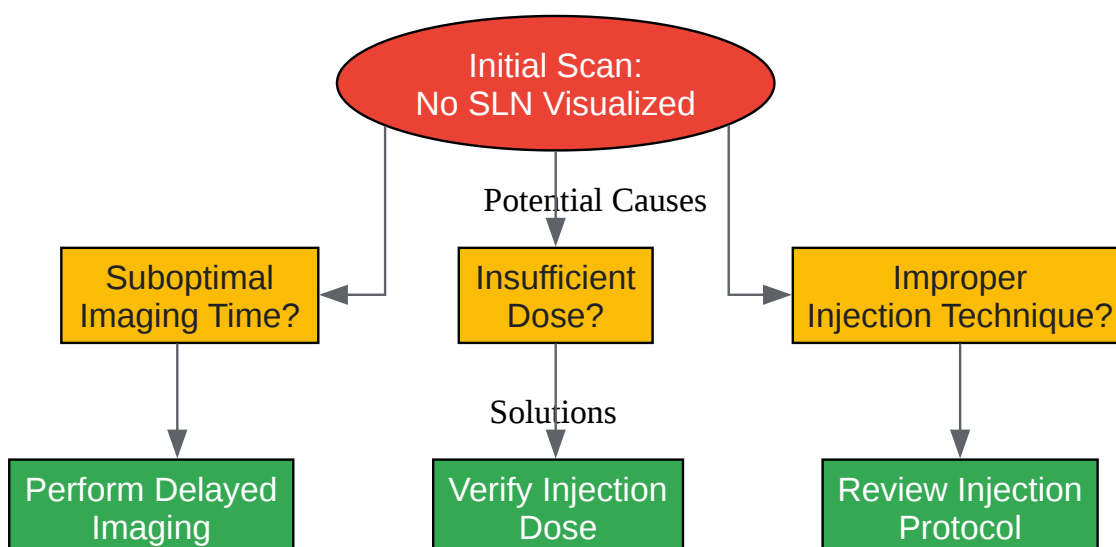 Initial Scan:
No SLN Visualized
Potential Causes
Suboptimal
Imaging Time?
Insufficient
Dose?
Improper
Injection Technique?
Solutions
Perform Delayed
Imaging
Verify Injection
Dose
Review Injection
Protocol